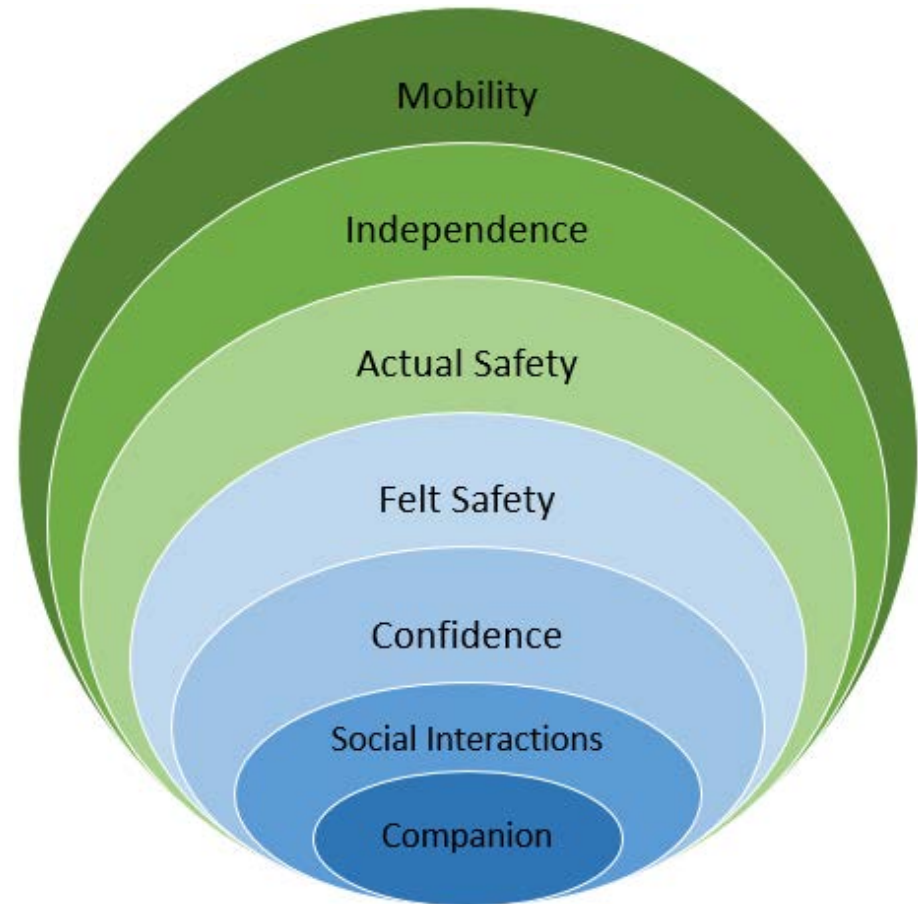 Mobility
Independence
Actual Safety
Felt Safety
Confidence
Social Interactions
Companion